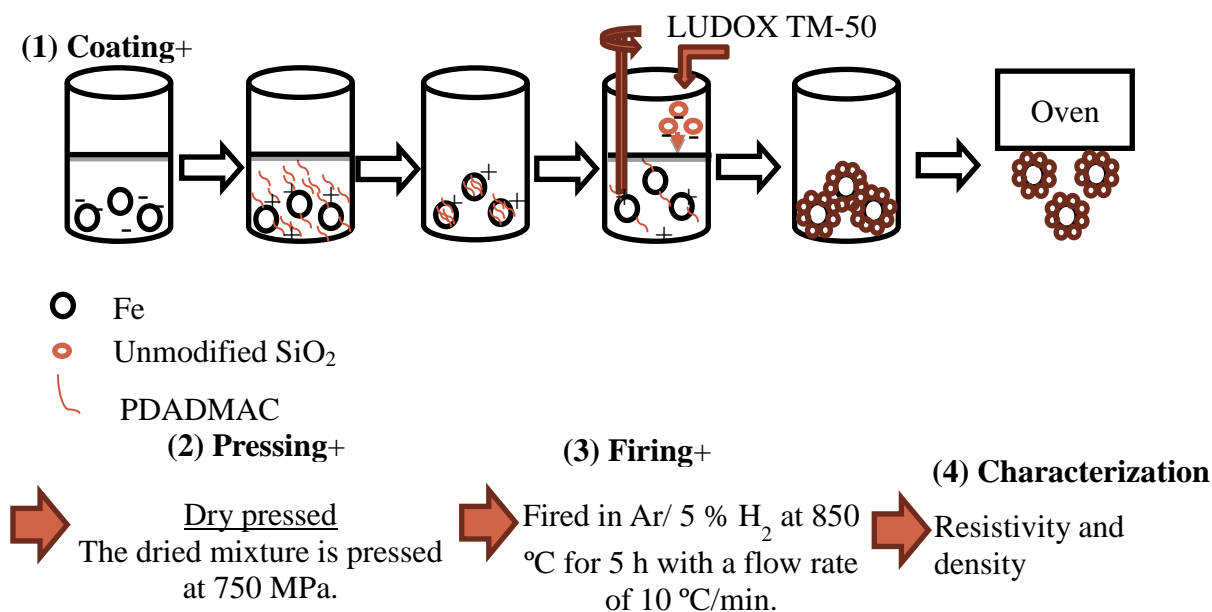 LUDOX TM-50
(1) Coating+
Oven
Fe
Unmodified SiO₂
PDADMAC
(2) Pressing+
Dry pressed
The dried mixture is pressed
at 750 MPa.
(3) Firing+
Fired in Ar/ 5 % H₂ at 850
ºC for 5 h with a flow rate
of 10 ºC/min.
(4) Characterization
Resistivity and
density